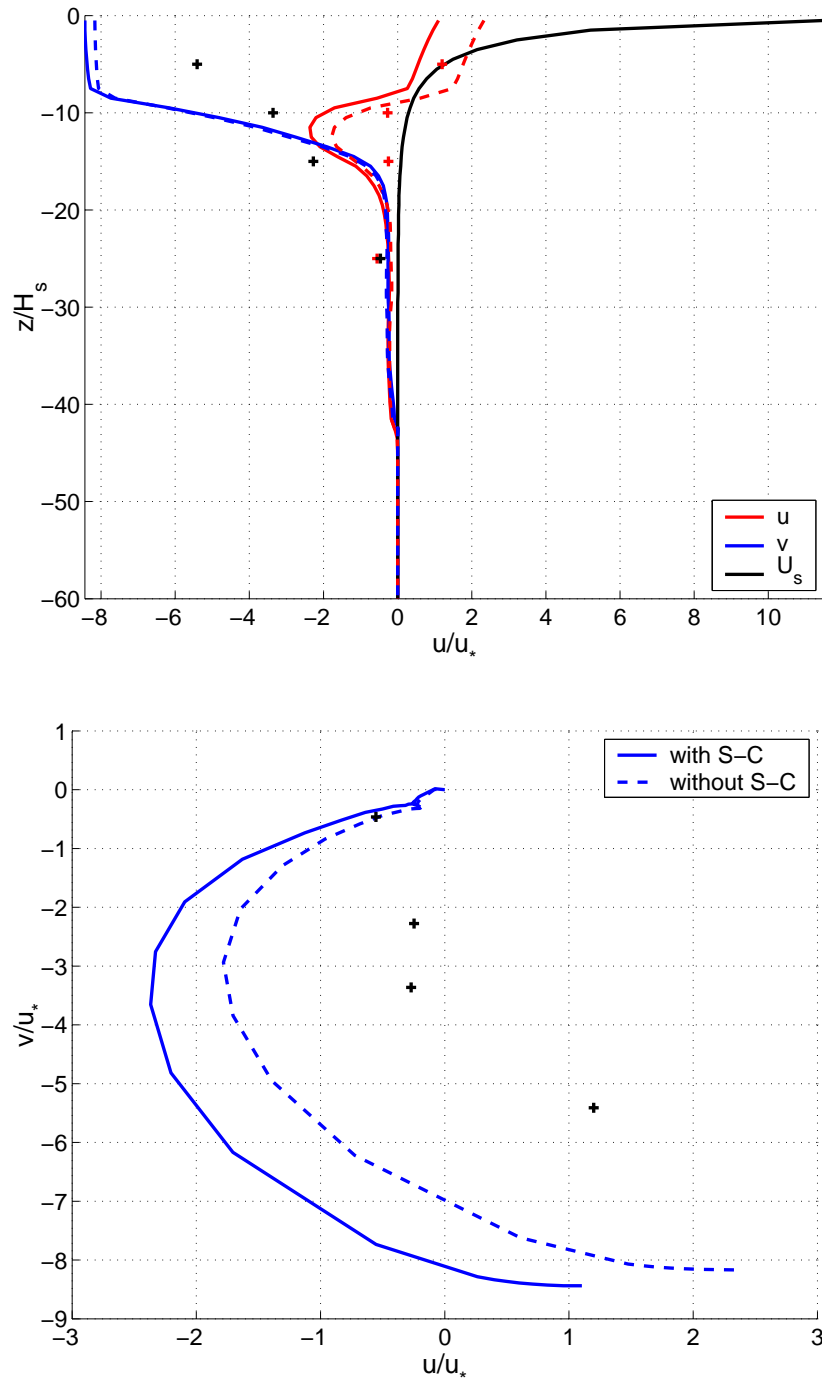 0
−10
−20
−30
−40
−50
−60
z/H_s
−8 −6 −4 −2 0 2 4 6 8 10
u/u_*
u
v
U_s
1
0
−1
−2
−3
−4
−5
−6
−7
−8
−9
v/u_*
with S−C
without S−C
−3 −2 −1 0 1 2 3
u/u_*